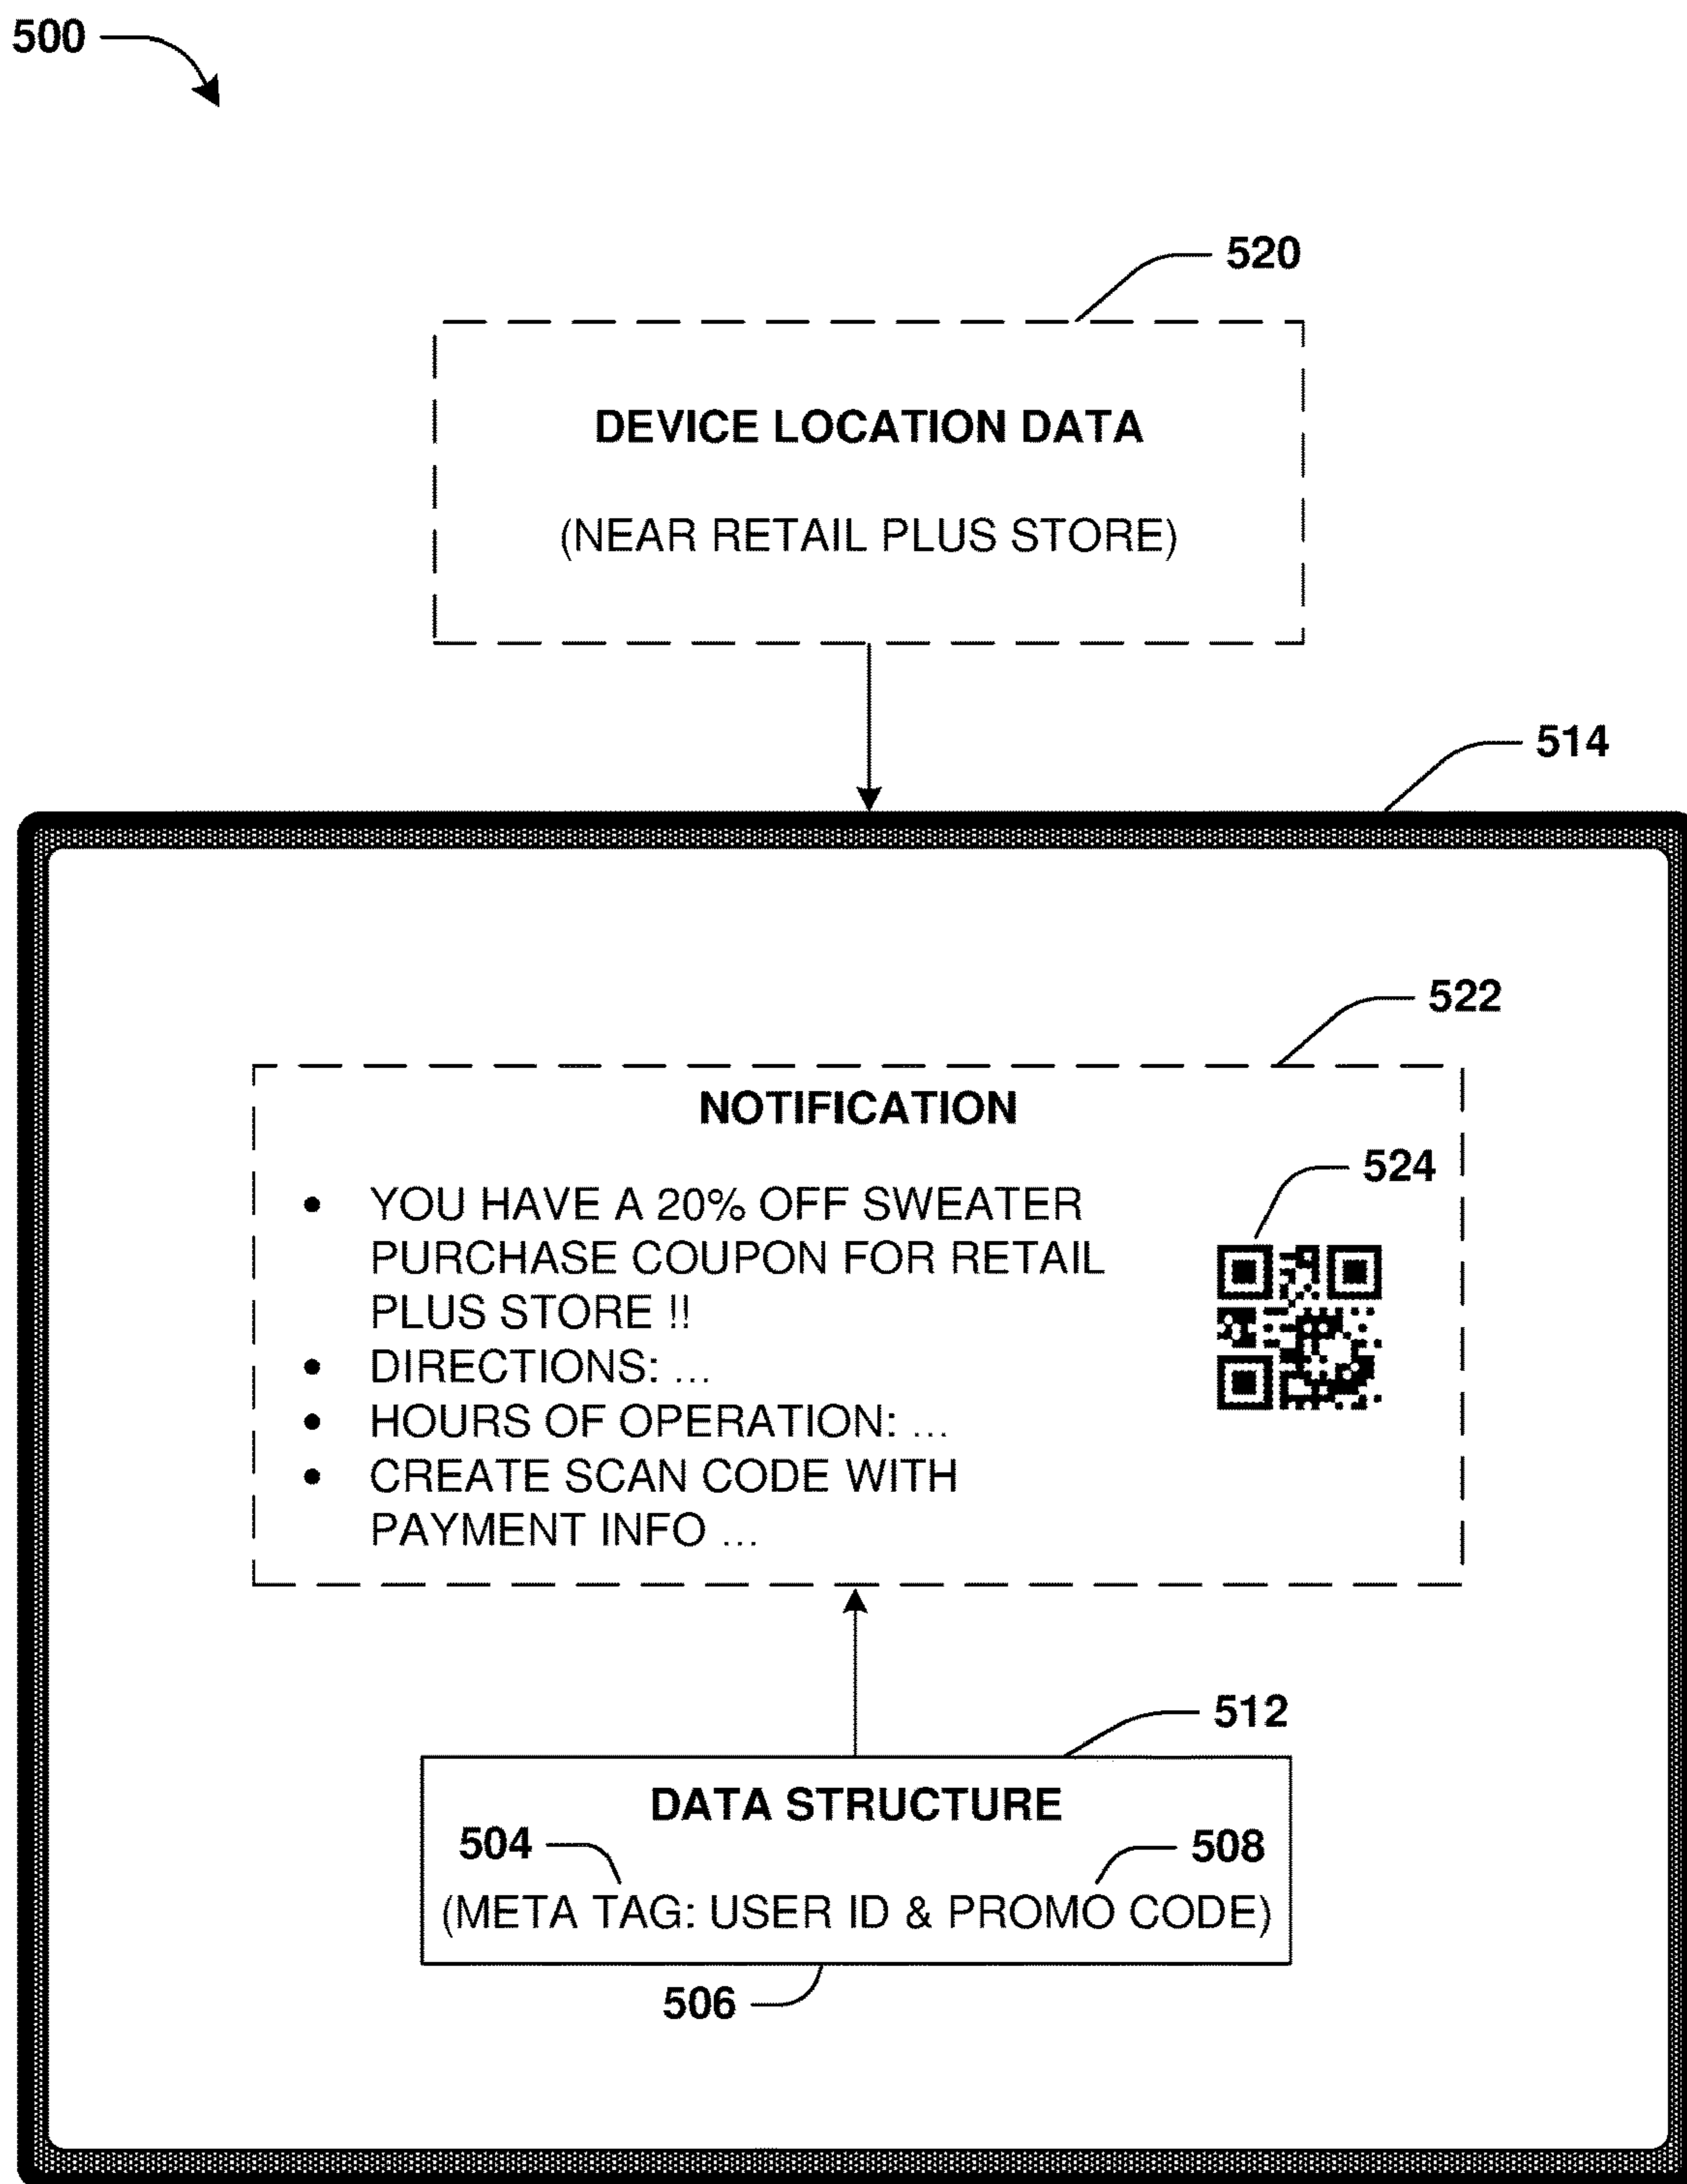 500
520
DEVICE LOCATION DATA
(NEAR RETAIL PLUS STORE)
514
522
NOTIFICATION
524
• YOU HAVE A 20% OFF SWEATER
PURCHASE COUPON FOR RETAIL
PLUS STORE !!
• DIRECTIONS: ...
• HOURS OF OPERATION: ...
• CREATE SCAN CODE WITH
PAYMENT INFO ...
512
DATA STRUCTURE
504 508
(META TAG: USER ID & PROMO CODE)
506